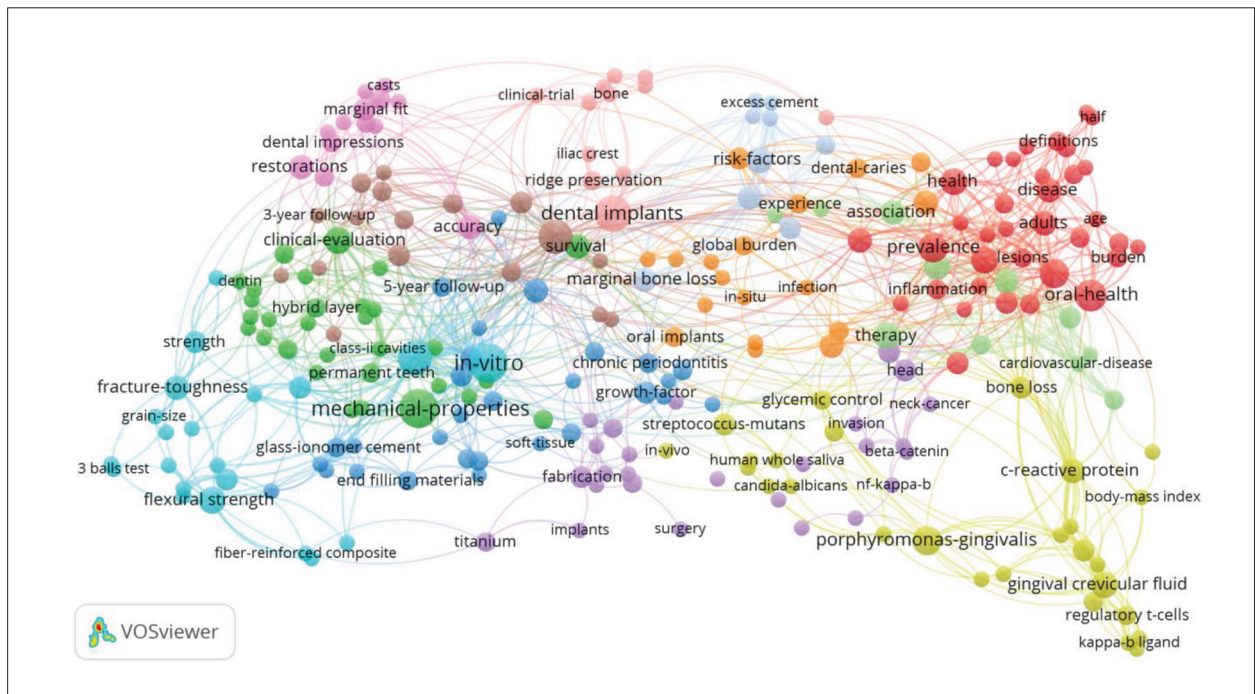 casts
marginal fit
dental impressions
restorations
clinical-trial
bone
excess cement
half
definitions
iliac crest
ridge preservation
risk-factors
dental-caries
health
disease
3-year follow-up
dental implants
experience
association
adults
age
clinical-evaluation
accuracy
survival
global burden
prevalence
lesions
burden
dentin
5-year follow-up
marginal bone loss
in-situ
infection
inflammation
oral-health
hybrid layer
strength
class-ii cavities
oral implants
therapy
permanent teeth
in-vitro
chronic periodontitis
head
cardiovascular-disease
fracture-toughness
growth-factor
glycemic control
neck-cancer
bone loss
grain-size
mechanical-properties
streptococcus-mutans
invasion
glass-ionomer cement
soft-tissue
in-vivo
beta-catenin
3 balls test
end filling materials
fabrication
human whole saliva
c-reactive protein
flexural strength
candida-albicans
nf-kappa-b
body-mass index
titanium
implants
surgery
porphyromonas-gingivalis
fiber-reinforced composite
gingival crevicular fluid
regulatory t-cells
kappa-b ligand
VOSviewer